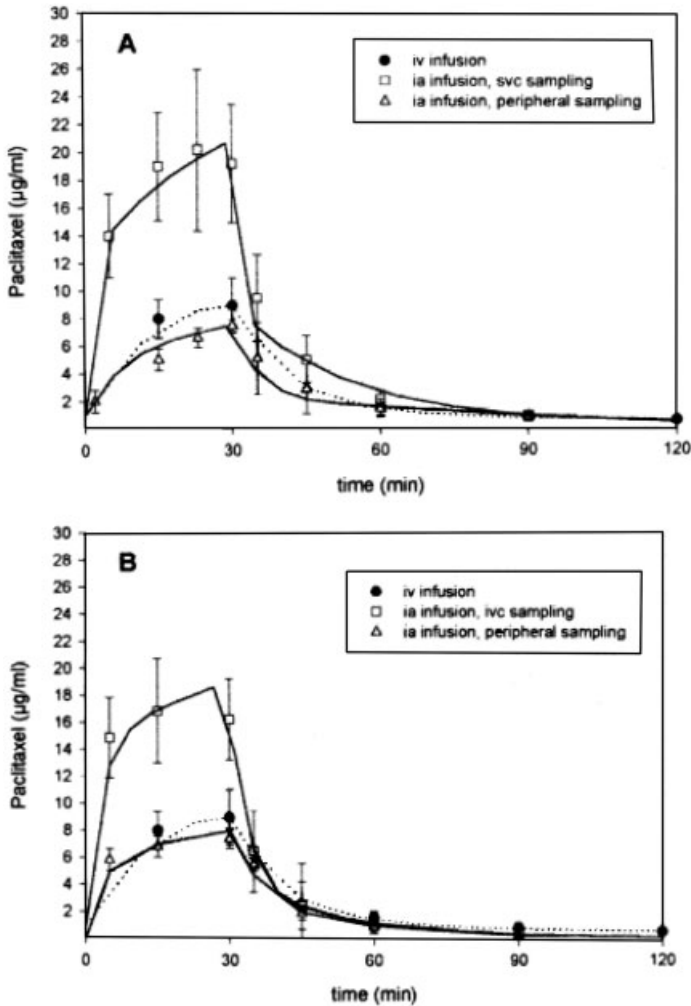 A
30
28
26
24
22
20
18
16
14
12
10
8
6
4
2
Paclitaxel (µg/ml)
iv infusion
ia infusion, svc sampling
ia infusion, peripheral sampling
0 30 60 90 120
time (min)
B
30
28
26
24
22
20
18
16
14
12
10
8
6
4
2
Paclitaxel (µg/ml)
iv infusion
ia infusion, ivc sampling
ia infusion, peripheral sampling
0 30 60 90 120
time (min)